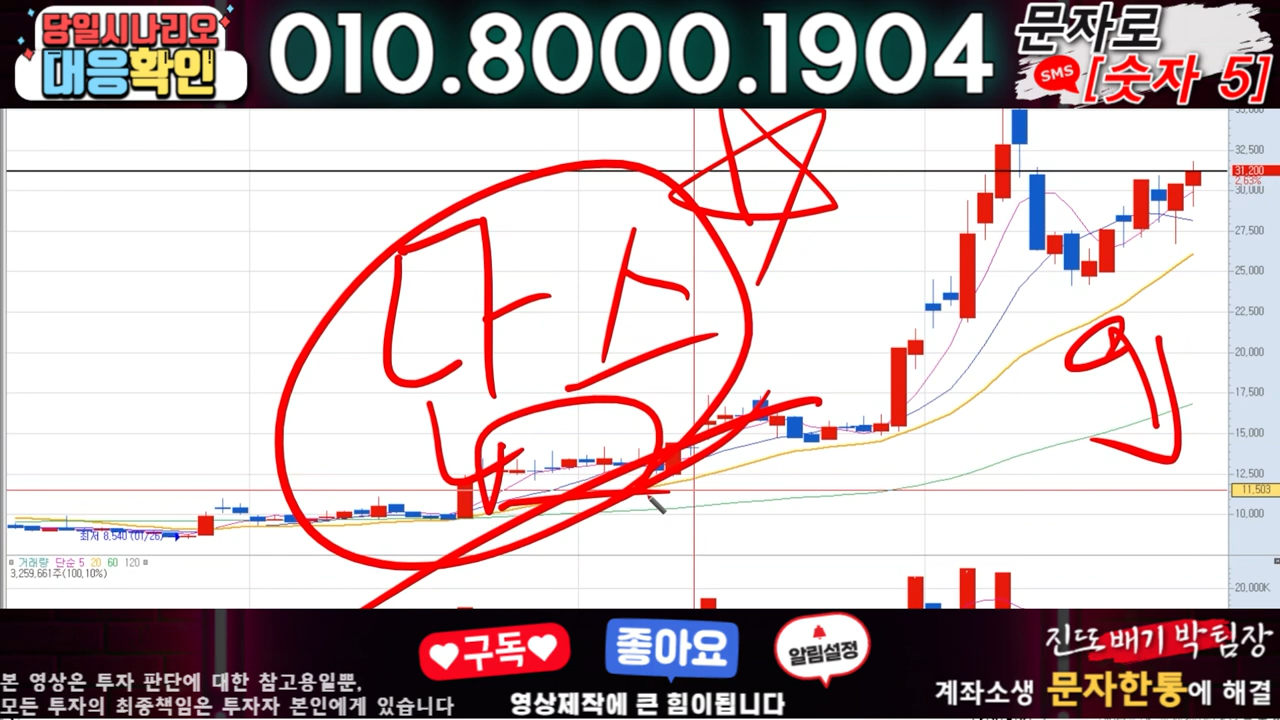 당일시나리오
대응확인
010.8000.1904
문자로
SMS
[숫자 5]
35,000
32,500
31,200
2.63%
30,000
27,500
25,000
22,500
20,000
17,500
15,000
12,500
11,503
10,000
나스
최저 8,540 (01/26)
거래량 단순 5 20 60 120
3,259,661주(100,10%)
20,000K
구독
좋아요
알림설정
진또배기 박팀장
본 영상은 투자 판단에 대한 참고용일뿐,
모든 투자의 최종책임은 투자자 본인에게 있습니다
영상제작에 큰 힘이됩니다
계좌소생 문자한통에 해결